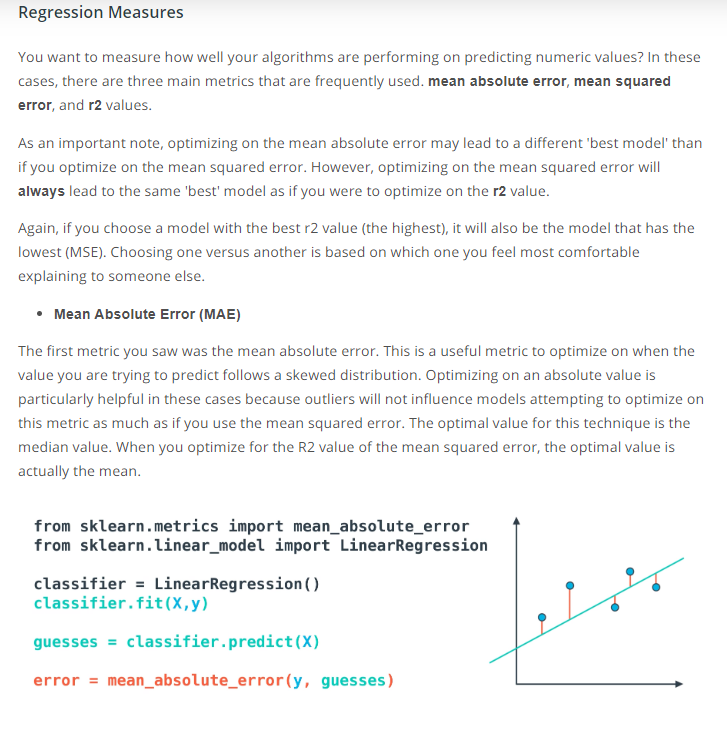 Regression Measures
You want to measure how well your algorithms are performing on predicting numeric values? In these
cases, there are three main metrics that are frequently used. mean absolute error, mean squared
error, and r2 values.
As an important note, optimizing on the mean absolute error may lead to a different 'best model' than
if you optimize on the mean squared error. However, optimizing on the mean squared error will
always lead to the same 'best' model as if you were to optimize on the r2 value.
Again, if you choose a model with the best r2 value (the highest), it will also be the model that has the
lowest (MSE). Choosing one versus another is based on which one you feel most comfortable
explaining to someone else.
• Mean Absolute Error (MAE)
The first metric you saw was the mean absolute error. This is a useful metric to optimize on when the
value you are trying to predict follows a skewed distribution. Optimizing on an absolute value is
particularly helpful in these cases because outliers will not influence models attempting to optimize on
this metric as much as if you use the mean squared error. The optimal value for this technique is the
median value. When you optimize for the R2 value of the mean squared error, the optimal value is
actually the mean.
from sklearn.metrics import mean_absolute_error
from sklearn.linear_model import LinearRegression
classifier = LinearRegression()
classifier.fit(X,y)
guesses = classifier.predict(X)
error = mean_absolute_error(y, guesses)